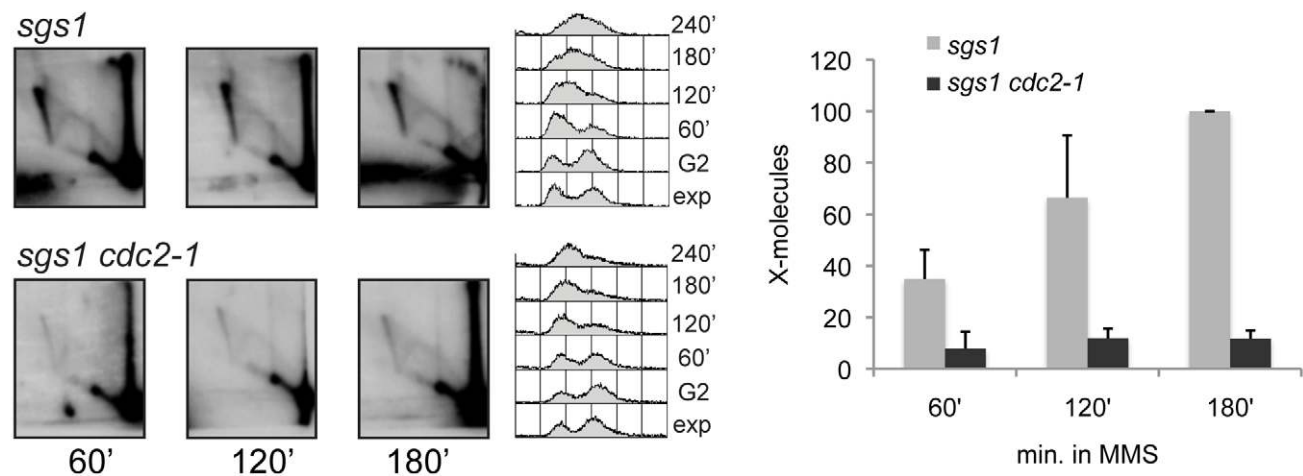 sgs1
240’
180’
120’
60’
G2
exp
sgs1 cdc2-1
240’
180’
120’
60’
G2
exp
60’
120’
180’
sgs1
sgs1 cdc2-1
X-molecules
120
100
80
60
40
20
0
60'
120'
180'
min. in MMS